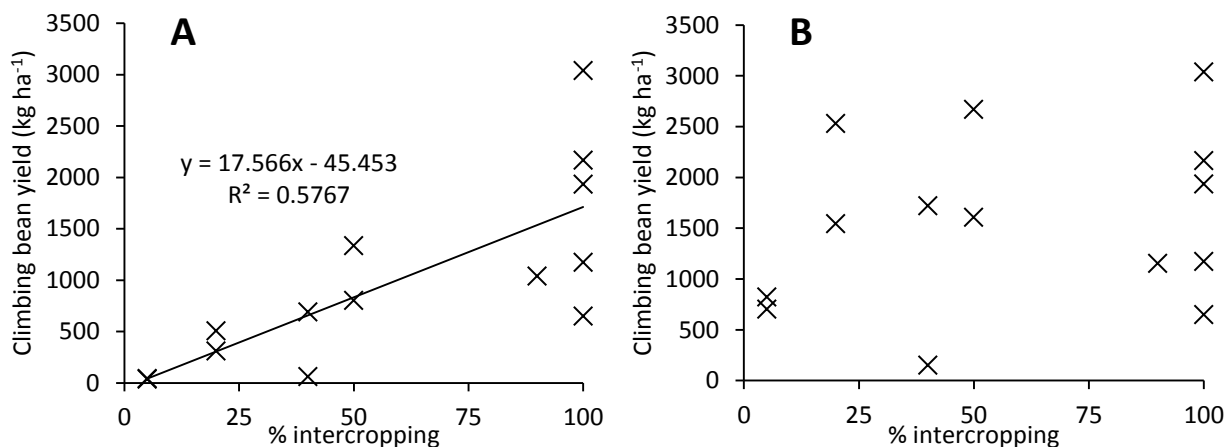 A
Climbing bean yield (kg ha⁻¹)
3500
3000
2500
2000
1500
1000
500
0
y = 17.566x - 45.453
R² = 0.5767
0 25 50 75 100
% intercropping
B
Climbing bean yield (kg ha⁻¹)
3500
3000
2500
2000
1500
1000
500
0
0 25 50 75 100
% intercropping